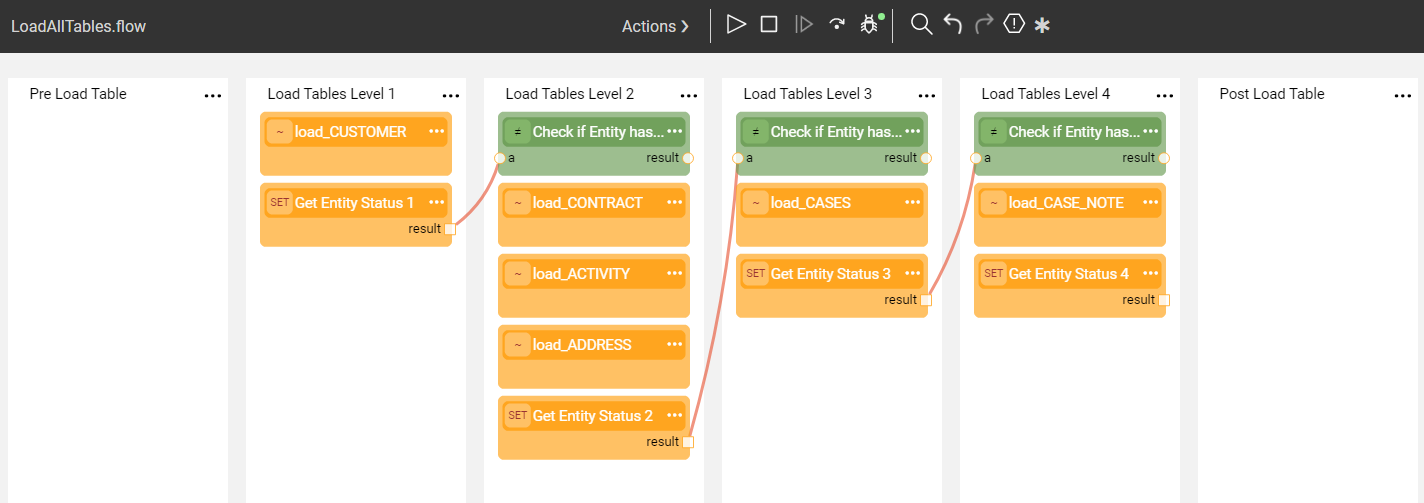 LoadAllTables.flow
Actions
Pre Load Table
Load Tables Level 1
~ load_CUSTOMER
SET Get Entity Status 1
result
Load Tables Level 2
≠ Check if Entity has...
a result
~ load_CONTRACT
~ load_ACTIVITY
~ load_ADDRESS
SET Get Entity Status 2
result
Load Tables Level 3
≠ Check if Entity has...
a result
~ load_CASES
SET Get Entity Status 3
result
Load Tables Level 4
≠ Check if Entity has...
a result
~ load_CASE_NOTE
SET Get Entity Status 4
result
Post Load Table